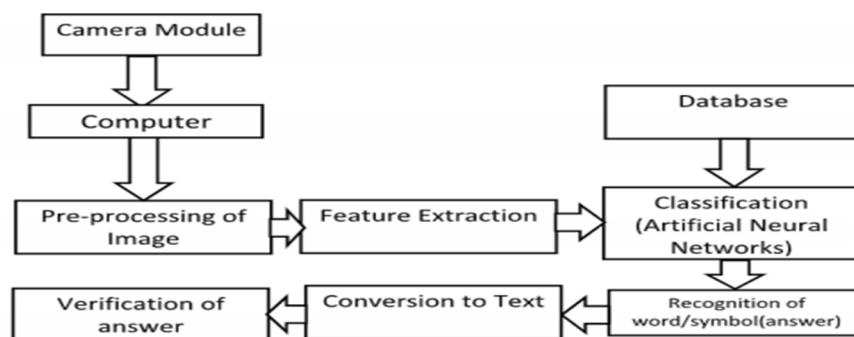 Camera Module
Computer
Database
Pre-processing of
Image
Feature Extraction
Classification
(Artificial Neural
Networks)
Verification of
answer
Conversion to Text
Recognition of
word/symbol(answer)